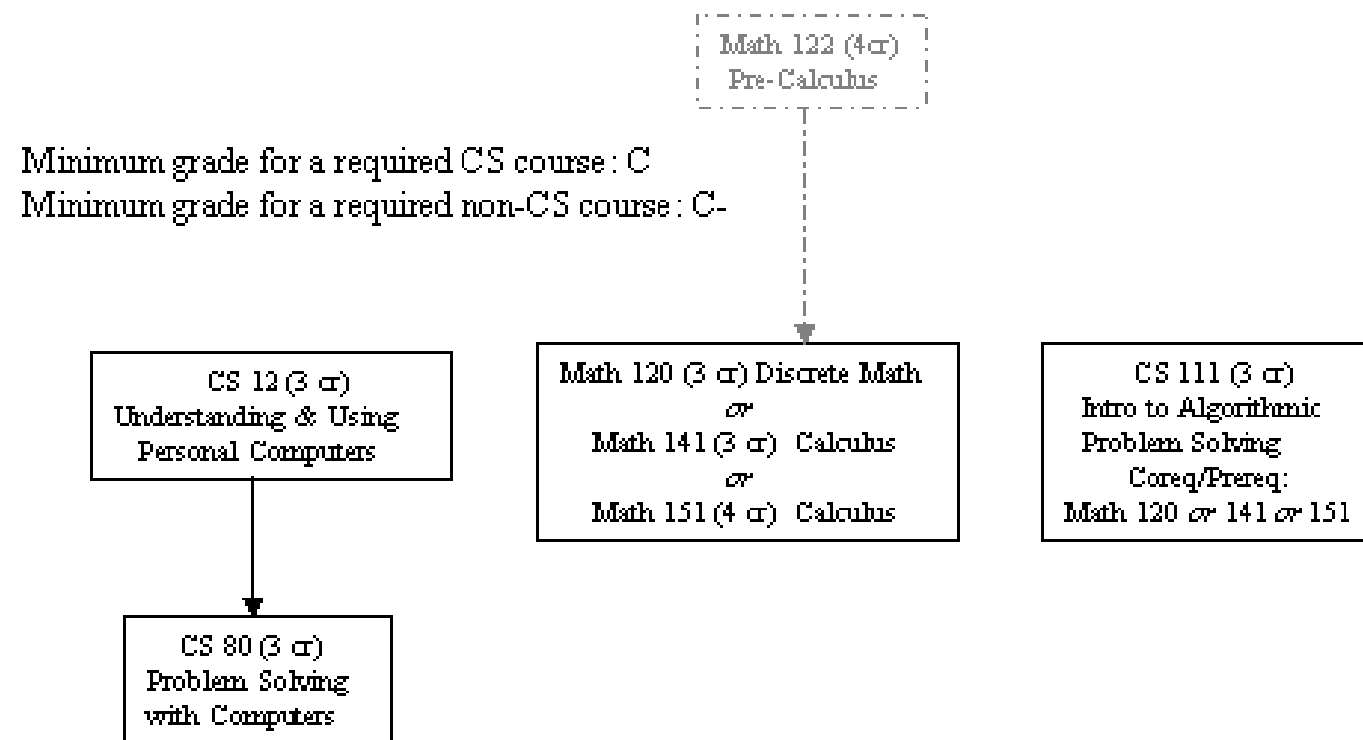 Math 122 (4cr)
Pre-Calculus
Minimum grade for a required CS course: C
Minimum grade for a required non-CS course: C-
CS 12 (3 cr)
Understanding & Using
Personal Computers
Math 120 (3 cr) Discrete Math
or
Math 141 (3 cr) Calculus
or
Math 151 (4 cr) Calculus
CS 111 (3 cr)
Intro to Algorithmic
Problem Solving
Coreq/Prereq:
Math 120 or 141 or 151
CS 80 (3 cr)
Problem Solving
with Computers